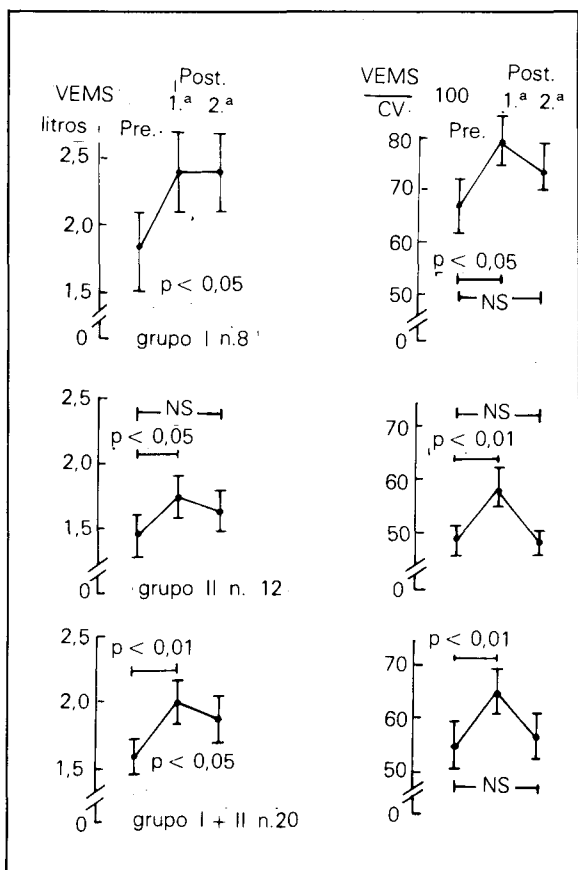 VEMS
litros
Post.
1.ª 2.ª
Pre.
2,5
2,0
1,5
0
p < 0,05
grupo I n.8
VEMS
CV.
100
Post.
1.ª 2.ª
Pre.
80
70
60
50
0
p < 0,05
NS
2,5
2,0
1,5
0
NS
p < 0,05
grupo II n. 12
70
60
50
0
NS
p < 0,01
2,5
2,0
1,5
0
p < 0,01
p < 0,05
grupo I + II n.20
70
60
50
0
p < 0,01
NS